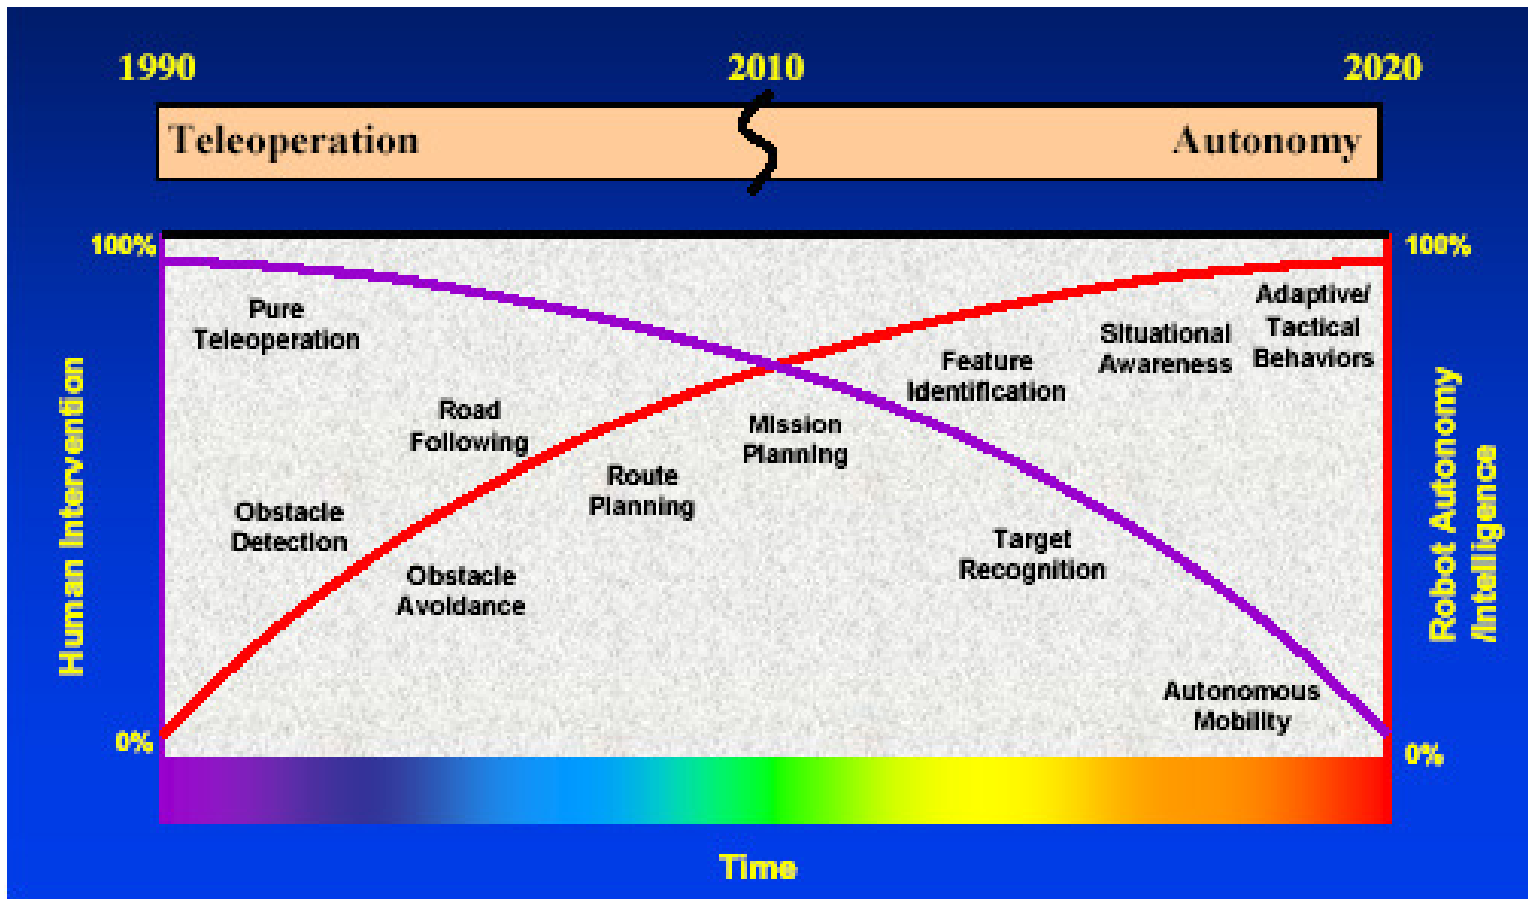 1990
2010
2020
Teleoperation
Autonomy
100%
100%
Pure
Teleoperation
Adaptive/
Tactical
Behaviors
Situational
Awareness
Feature
Identification
Road
Following
Mission
Planning
Route
Planning
Obstacle
Detection
Obstacle
Avoidance
Target
Recognition
Autonomous
Mobility
Human Intervention
Robot Autonomy
/Intelligence
0%
0%
Time